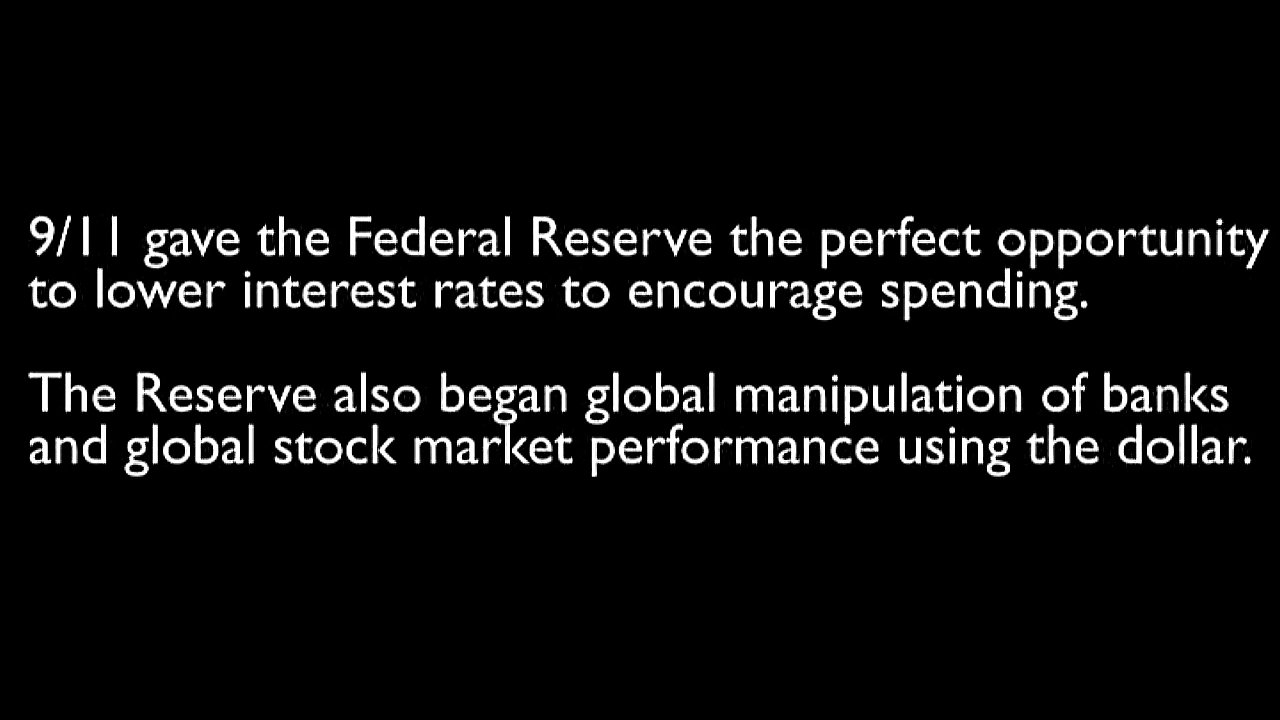 9/11 gave the Federal Reserve the perfect opportunity
to lower interest rates to encourage spending.
The Reserve also began global manipulation of banks
and global stock market performance using the dollar.